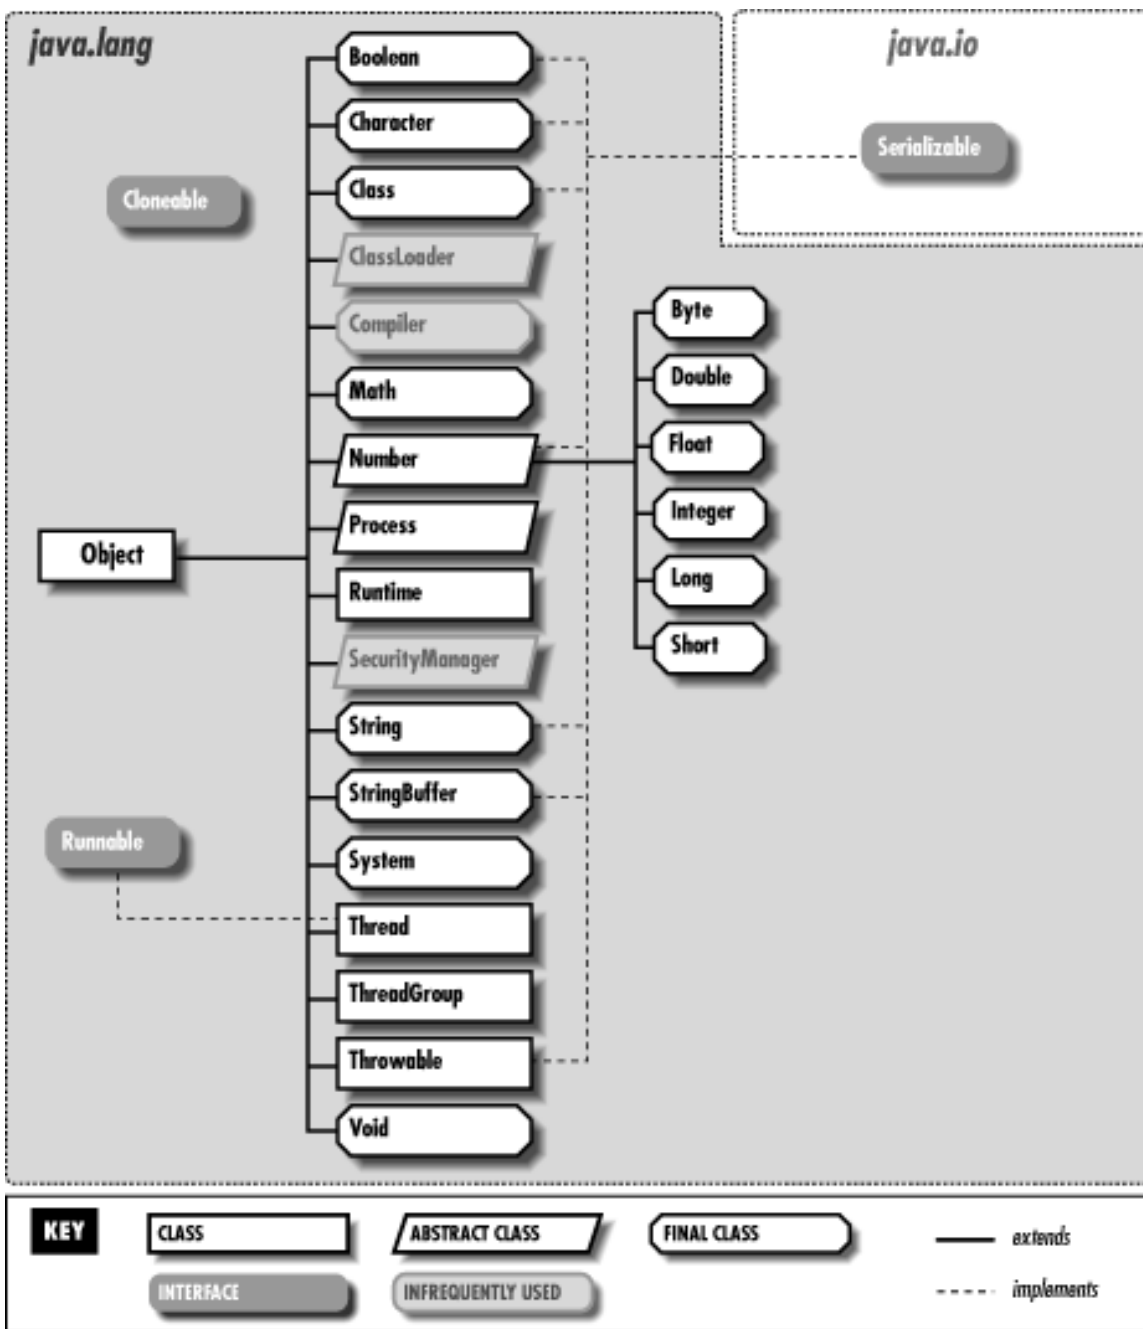 java.lang
java.io
Boolean
Character
Serializable
Class
Cloneable
ClassLoader
Compiler
Math
Number
Process
Object
Runtime
SecurityManager
String
StringBuffer
Runnable
System
Thread
ThreadGroup
Throwable
Void
Byte
Double
Float
Integer
Long
Short
KEY
CLASS
ABSTRACT CLASS
FINAL CLASS
extends
INTERFACE
INFREQUENTLY USED
implements